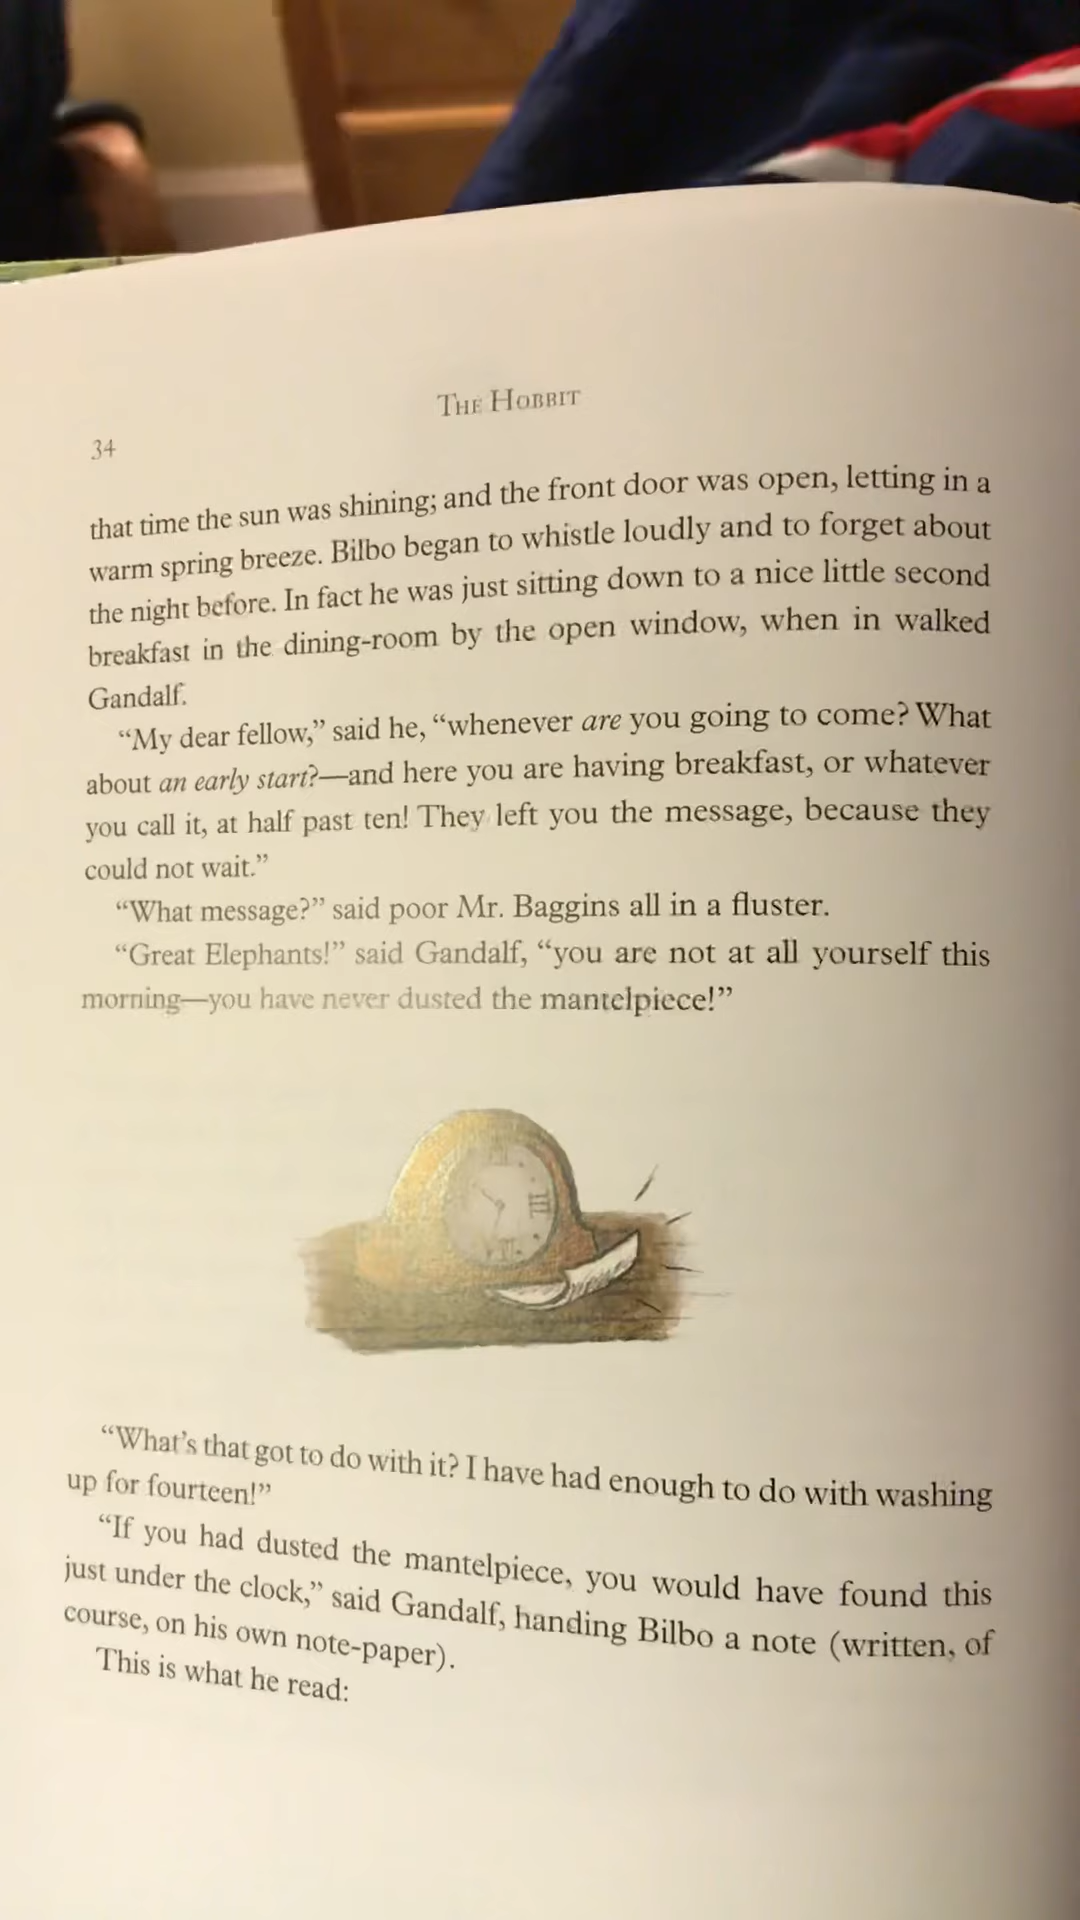 The Hobbit
34
that time the sun was shining; and the front door was open, letting in a
warm spring breeze. Bilbo began to whistle loudly and to forget about
the night before. In fact he was just sitting down to a nice little second
breakfast in the dining-room by the open window, when in walked
Gandalf.
“My dear fellow,” said he, “whenever are you going to come? What
about an early start?—and here you are having breakfast, or whatever
you call it, at half past ten! They left you the message, because they
could not wait.”
“What message?” said poor Mr. Baggins all in a fluster.
“Great Elephants!” said Gandalf, “you are not at all yourself this
morning—you have never dusted the mantelpiece!”
III
“What’s that got to do with it? I have had enough to do with washing
up for fourteen!”
“If you had dusted the mantelpiece, you would have found this
just under the clock,” said Gandalf, handing Bilbo a note (written, of
course, on his own note-paper).
This is what he read: